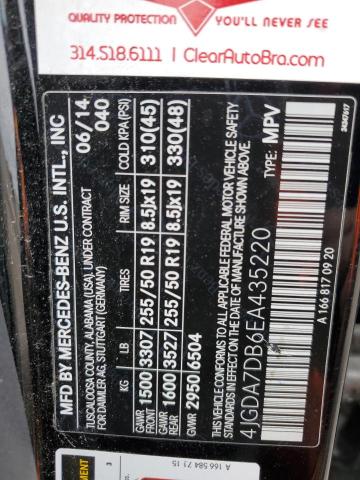 QUALITY PROTECTION
YOU'LL NEVER SEE
314.518.6111 | ClearAutoBra.com
MFD BY MERCEDES-BENZ U.S. INTL., INC
TUSCALOOSA COUNTY, ALABAMA (USA), UNDER CONTRACT
FOR DAIMLER AG, STUTTGART (GERMANY)
06/14
040
KG LB TIRES RIM SIZE COLD KPA (PSI)
GAWR FRONT 1500 3307 255/50 R19 8.5Jx19 310(45)
GAWR REAR 1600 3527 255/50 R19 8.5Jx19 330(48)
GVWR 2950 6504
THIS VEHICLE CONFORMS TO ALL APPLICABLE FEDERAL MOTOR VEHICLE SAFETY
STANDARDS IN EFFECT ON THE DATE OF MANUFACTURE SHOWN ABOVE.
4JGDA7DB6EA435220 TYPE: MPV
A 166 817 09 20
A 166 584 73 15
3